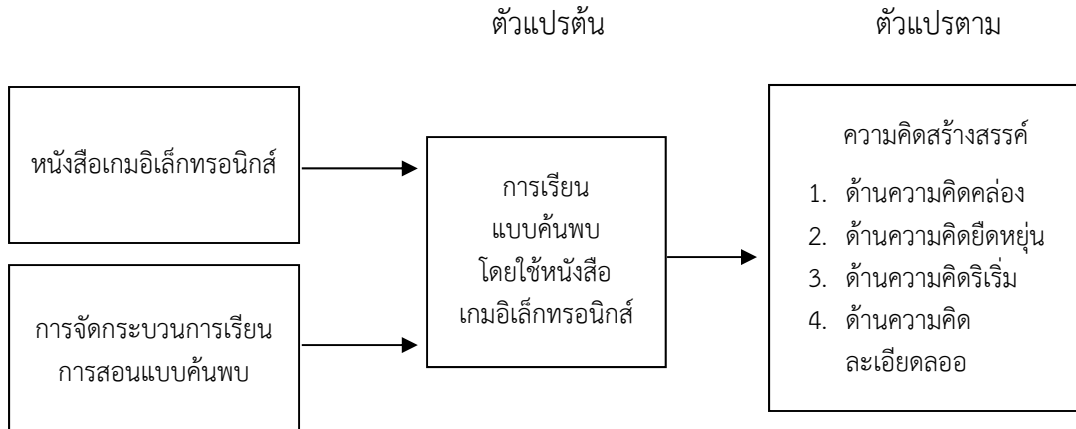 ตัวแปรต้น
ตัวแปรตาม
หนังสือเกมอิเล็กทรอนิกส์
การจัดกระบวนการเรียน
การสอนแบบค้นพบ
การเรียน
แบบค้นพบ
โดยใช้หนังสือ
เกมอิเล็กทรอนิกส์
ความคิดสร้างสรรค์
1. ด้านความคิดคล่อง
2. ด้านความคิดยืดหยุ่น
3. ด้านความคิดริเริ่ม
4. ด้านความคิด
ละเอียดลออ